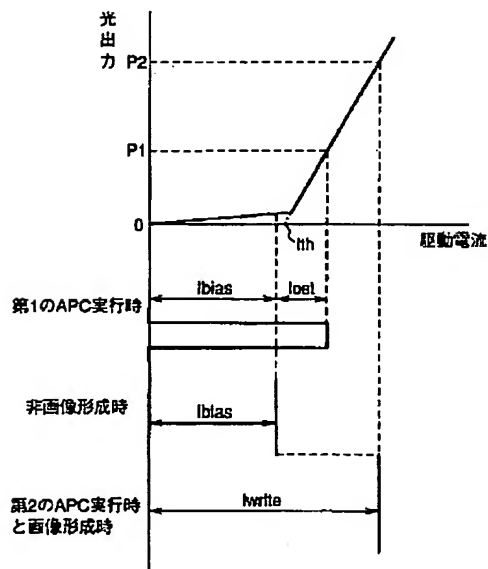 光出力
P2
P1
0
Ith
駆動電流
Ibias
Iset
第1のAPC実行時
非画像形成時
Ibias
第2のAPC実行時
と画像形成時
Iwrite